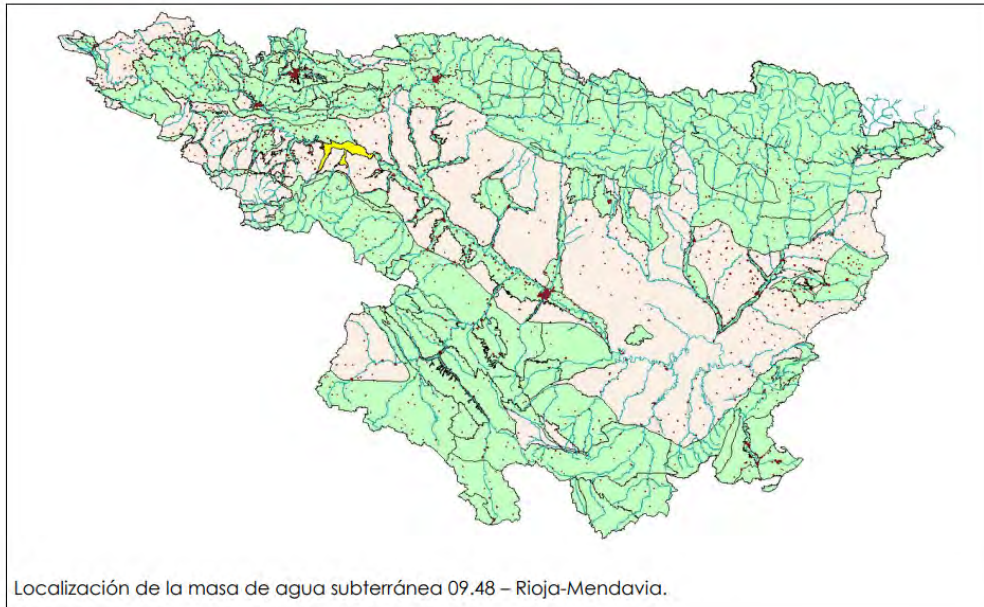 Localización de la masa de agua subterránea 09.48 – Rioja-Mendavia.